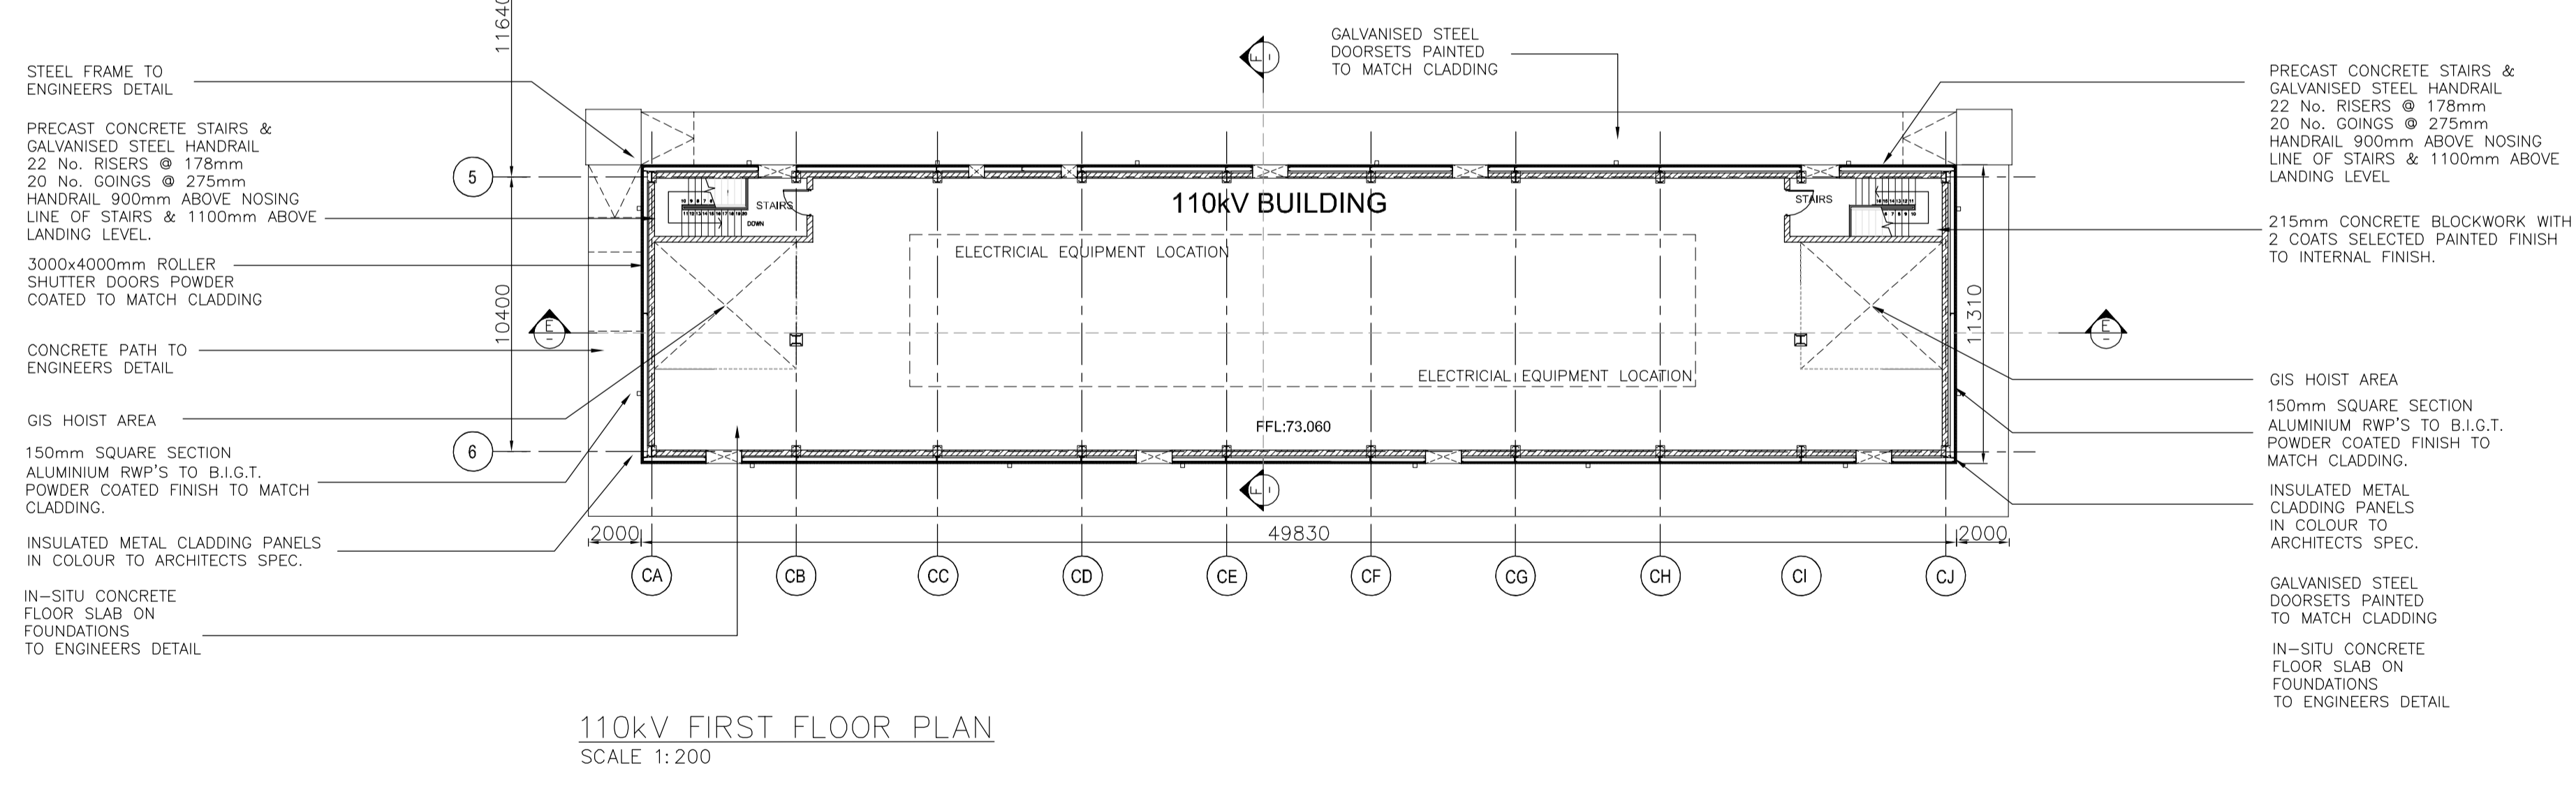 11640
STEEL FRAME TO
ENGINEERS DETAIL
PRECAST CONCRETE STAIRS &
GALVANISED STEEL HANDRAIL
22 No. RISERS @ 178mm
20 No. GOINGS @ 275mm
HANDRAIL 900mm ABOVE NOSING
LINE OF STAIRS & 1100mm ABOVE
LANDING LEVEL.
3000x4000mm ROLLER
SHUTTER DOORS POWDER
COATED TO MATCH CLADDING
CONCRETE PATH TO
ENGINEERS DETAIL
GIS HOIST AREA
150mm SQUARE SECTION
ALUMINIUM RWP'S TO B.I.G.T.
POWDER COATED FINISH TO MATCH
CLADDING.
INSULATED METAL CLADDING PANELS
IN COLOUR TO ARCHITECTS SPEC.
IN-SITU CONCRETE
FLOOR SLAB ON
FOUNDATIONS
TO ENGINEERS DETAIL
5
10400
6
E
-
F
-
GALVANISED STEEL
DOORSETS PAINTED
TO MATCH CLADDING
STAIRS
DOWN
110kV BUILDING
STAIRS
ELECTRICIAL EQUIPMENT LOCATION
ELECTRICIAL EQUIPMENT LOCATION
FFL:73.060
F
-
11310
E
-
2000
49830
2000
CA
CB
CC
CD
CE
CF
CG
CH
CI
CJ
PRECAST CONCRETE STAIRS &
GALVANISED STEEL HANDRAIL
22 No. RISERS @ 178mm
20 No. GOINGS @ 275mm
HANDRAIL 900mm ABOVE NOSING
LINE OF STAIRS & 1100mm ABOVE
LANDING LEVEL
215mm CONCRETE BLOCKWORK WITH
2 COATS SELECTED PAINTED FINISH
TO INTERNAL FINISH.
GIS HOIST AREA
150mm SQUARE SECTION
ALUMINIUM RWP'S TO B.I.G.T.
POWDER COATED FINISH TO
MATCH CLADDING.
INSULATED METAL
CLADDING PANELS
IN COLOUR TO
ARCHITECTS SPEC.
GALVANISED STEEL
DOORSETS PAINTED
TO MATCH CLADDING
IN-SITU CONCRETE
FLOOR SLAB ON
FOUNDATIONS
TO ENGINEERS DETAIL
110kV FIRST FLOOR PLAN
SCALE 1:200